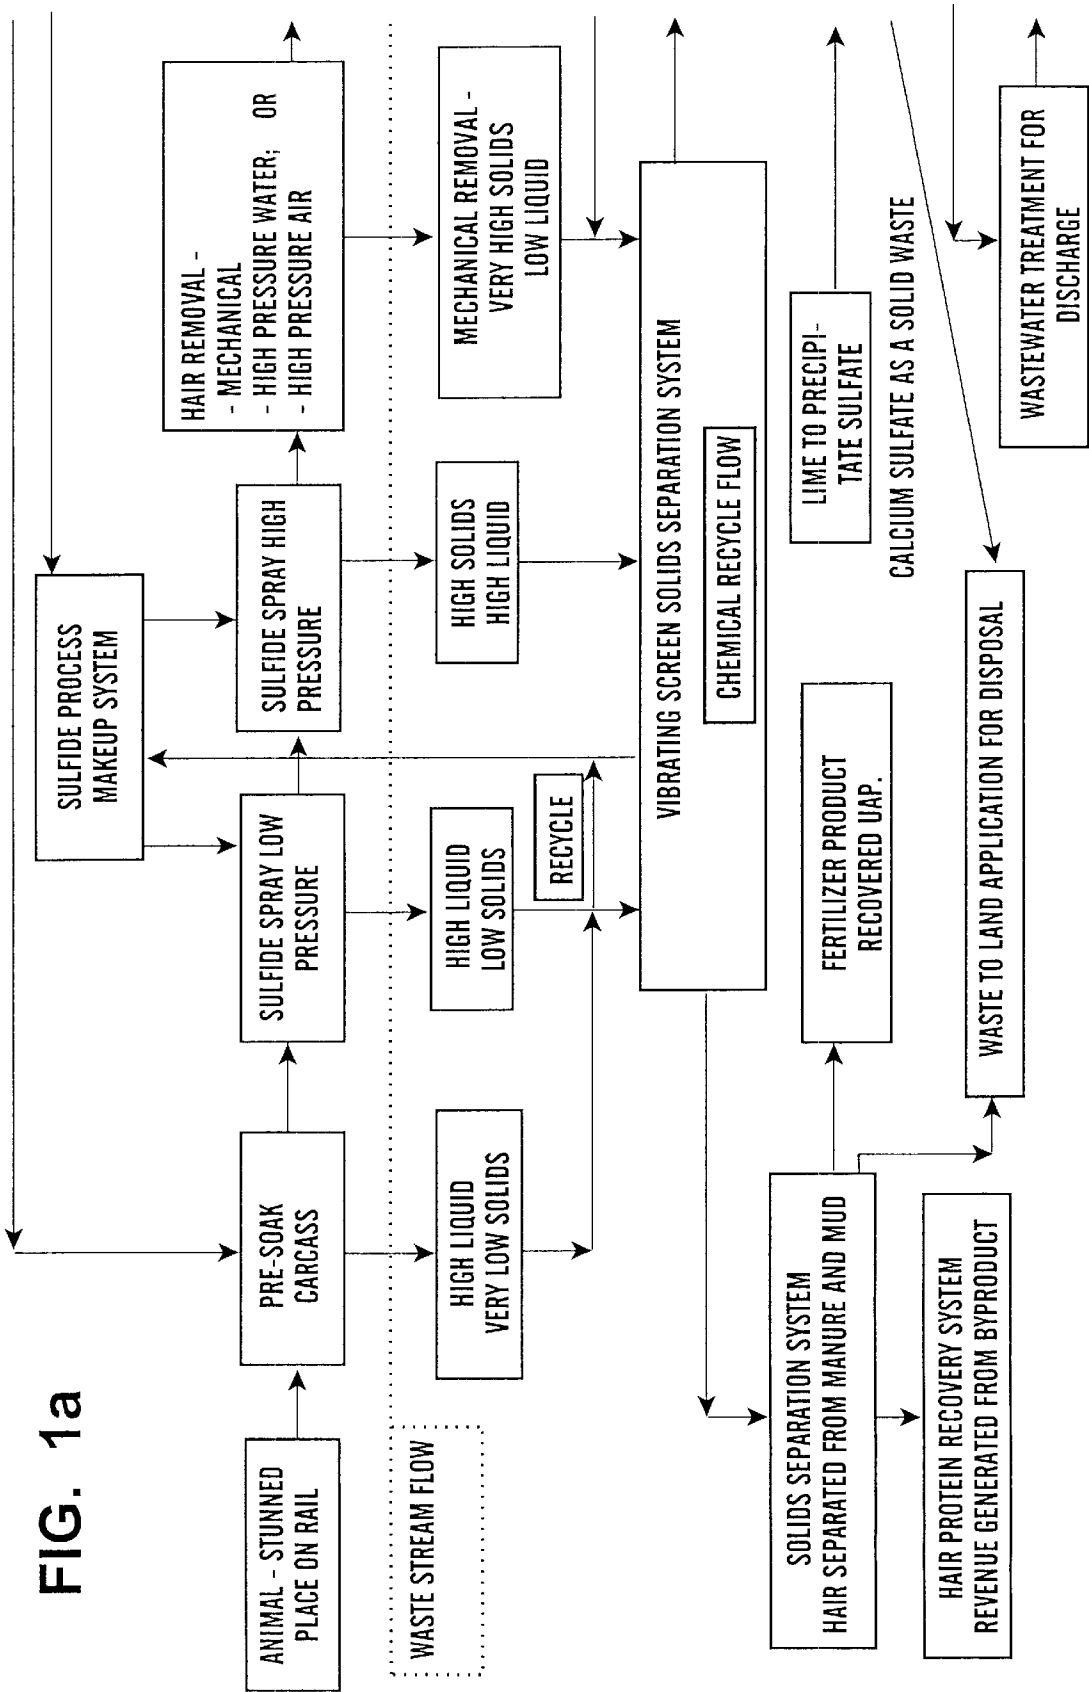 FIG. 1a
SULFIDE PROCESS
MAKEUP SYSTEM
ANIMAL - STUNNED
PLACE ON RAIL
PRE-SOAK
CARCASS
SULFIDE SPRAY LOW
PRESSURE
SULFIDE SPRAY HIGH
PRESSURE
HAIR REMOVAL -
- MECHANICAL
- HIGH PRESSURE WATER; OR
- HIGH PRESSURE AIR
WASTE STREAM FLOW
HIGH LIQUID
VERY LOW SOLIDS
HIGH LIQUID
LOW SOLIDS
HIGH SOLIDS
HIGH LIQUID
MECHANICAL REMOVAL -
VERY HIGH SOLIDS
LOW LIQUID
RECYCLE
VIBRATING SCREEN SOLIDS SEPARATION SYSTEM
CHEMICAL RECYCLE FLOW
SOLIDS SEPARATION SYSTEM
HAIR SEPARATED FROM MANURE AND MUD
FERTILIZER PRODUCT
RECOVERED UAP.
LIME TO PRECIPI-
TATE SULFATE
CALCIUM SULFATE AS A SOLID WASTE
HAIR PROTEIN RECOVERY SYSTEM
REVENUE GENERATED FROM BYPRODUCT
WASTE TO LAND APPLICATION FOR DISPOSAL
WASTEWATER TREATMENT FOR
DISCHARGE